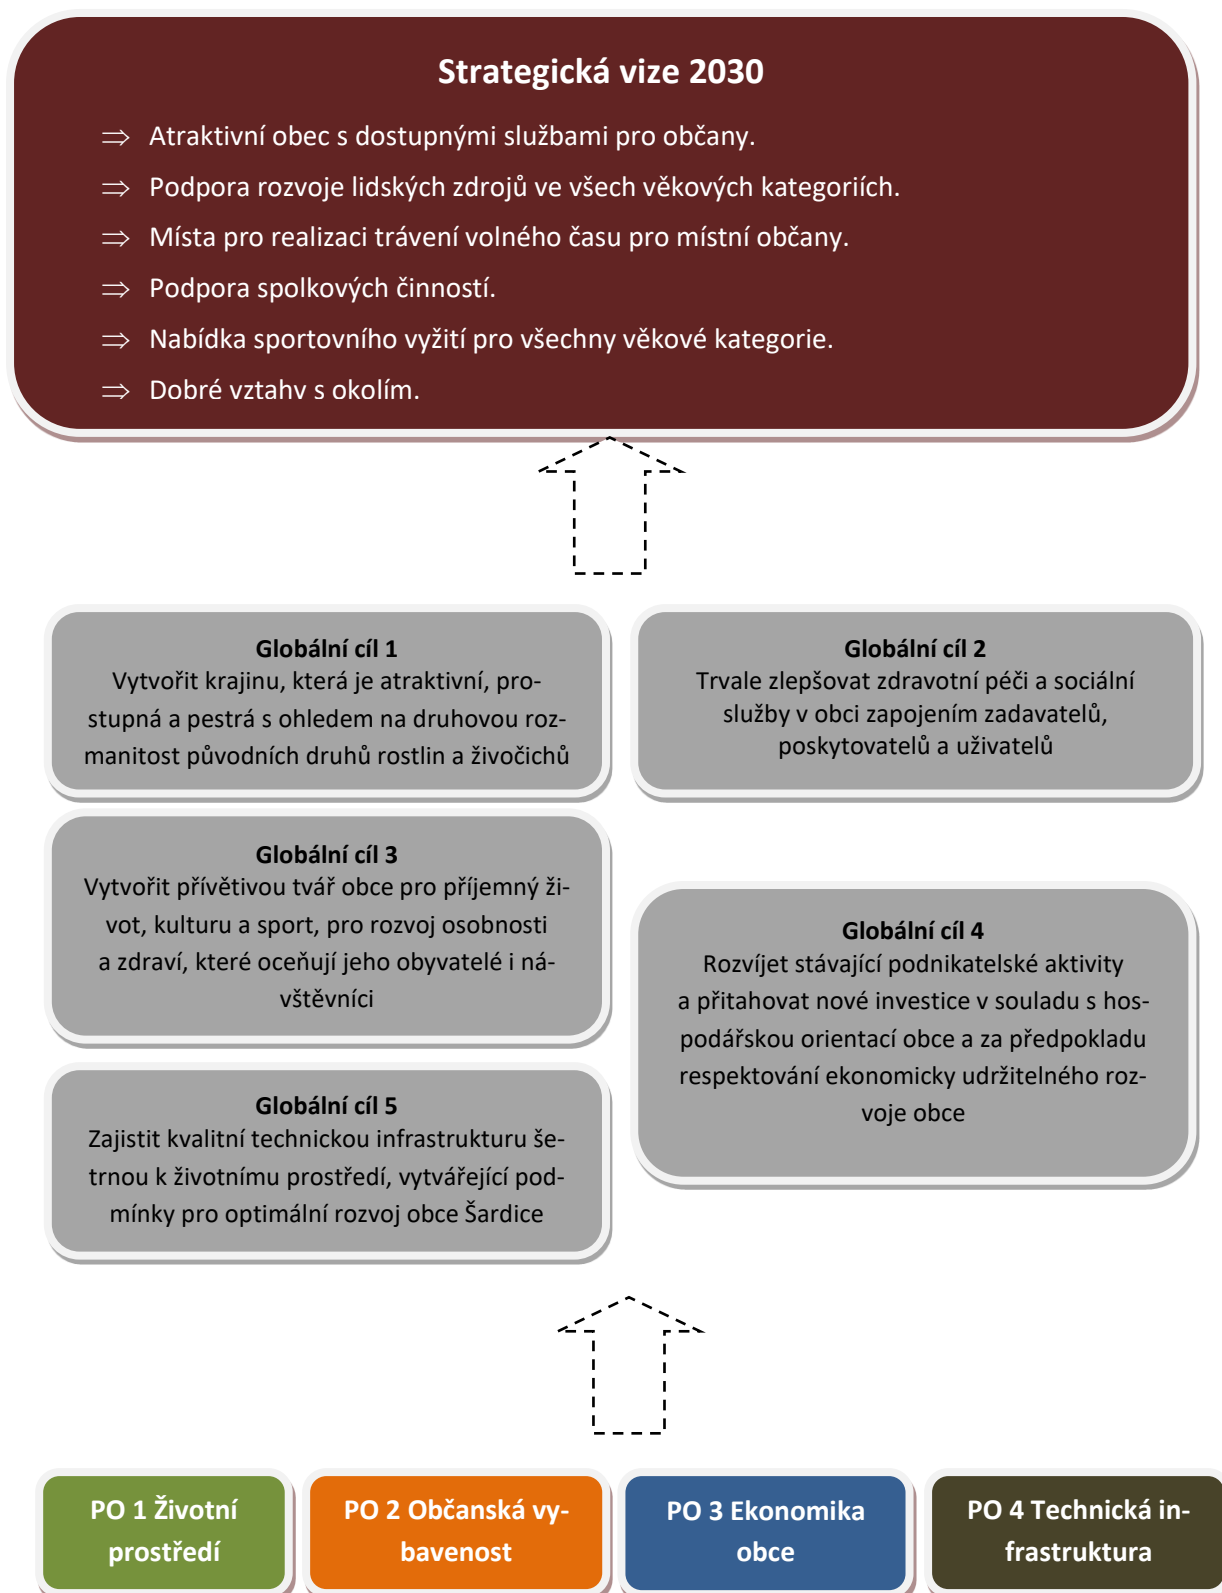 Strategická vize 2030
⇒ Atraktivní obec s dostupnými službami pro občany.
⇒ Podpora rozvoje lidských zdrojů ve všech věkových kategoriích.
⇒ Místa pro realizaci trávení volného času pro místní občany.
⇒ Podpora spolkových činností.
⇒ Nabídka sportovního vyžití pro všechny věkové kategorie.
⇒ Dobré vztahy s okolím.
Globální cíl 1
Vytvořit krajinu, která je atraktivní, pro-
stupná a pestrá s ohledem na druhovou roz-
manitost původních druhů rostlin a živočichů
Globální cíl 2
Trvale zlepšovat zdravotní péči a sociální
služby v obci zapojením zadavatelů,
poskytovatelů a uživatelů
Globální cíl 3
Vytvořit přívětivou tvář obce pro příjemný ži-
vot, kulturu a sport, pro rozvoj osobnosti
a zdraví, které oceňují jeho obyvatelé i ná-
vštěvníci
Globální cíl 4
Rozvíjet stávající podnikatelské aktivity
a přitahovat nové investice v souladu s hos-
podářskou orientací obce a za předpokladu
respektování ekonomicky udržitelného roz-
voje obce
Globální cíl 5
Zajistit kvalitní technickou infrastrukturu še-
trnou k životnímu prostředí, vytvářející pod-
mínky pro optimální rozvoj obce Šardice
PO 1 Životní
prostředí
PO 2 Občanská vy-
bavenost
PO 3 Ekonomika
obce
PO 4 Technická in-
frastruktura